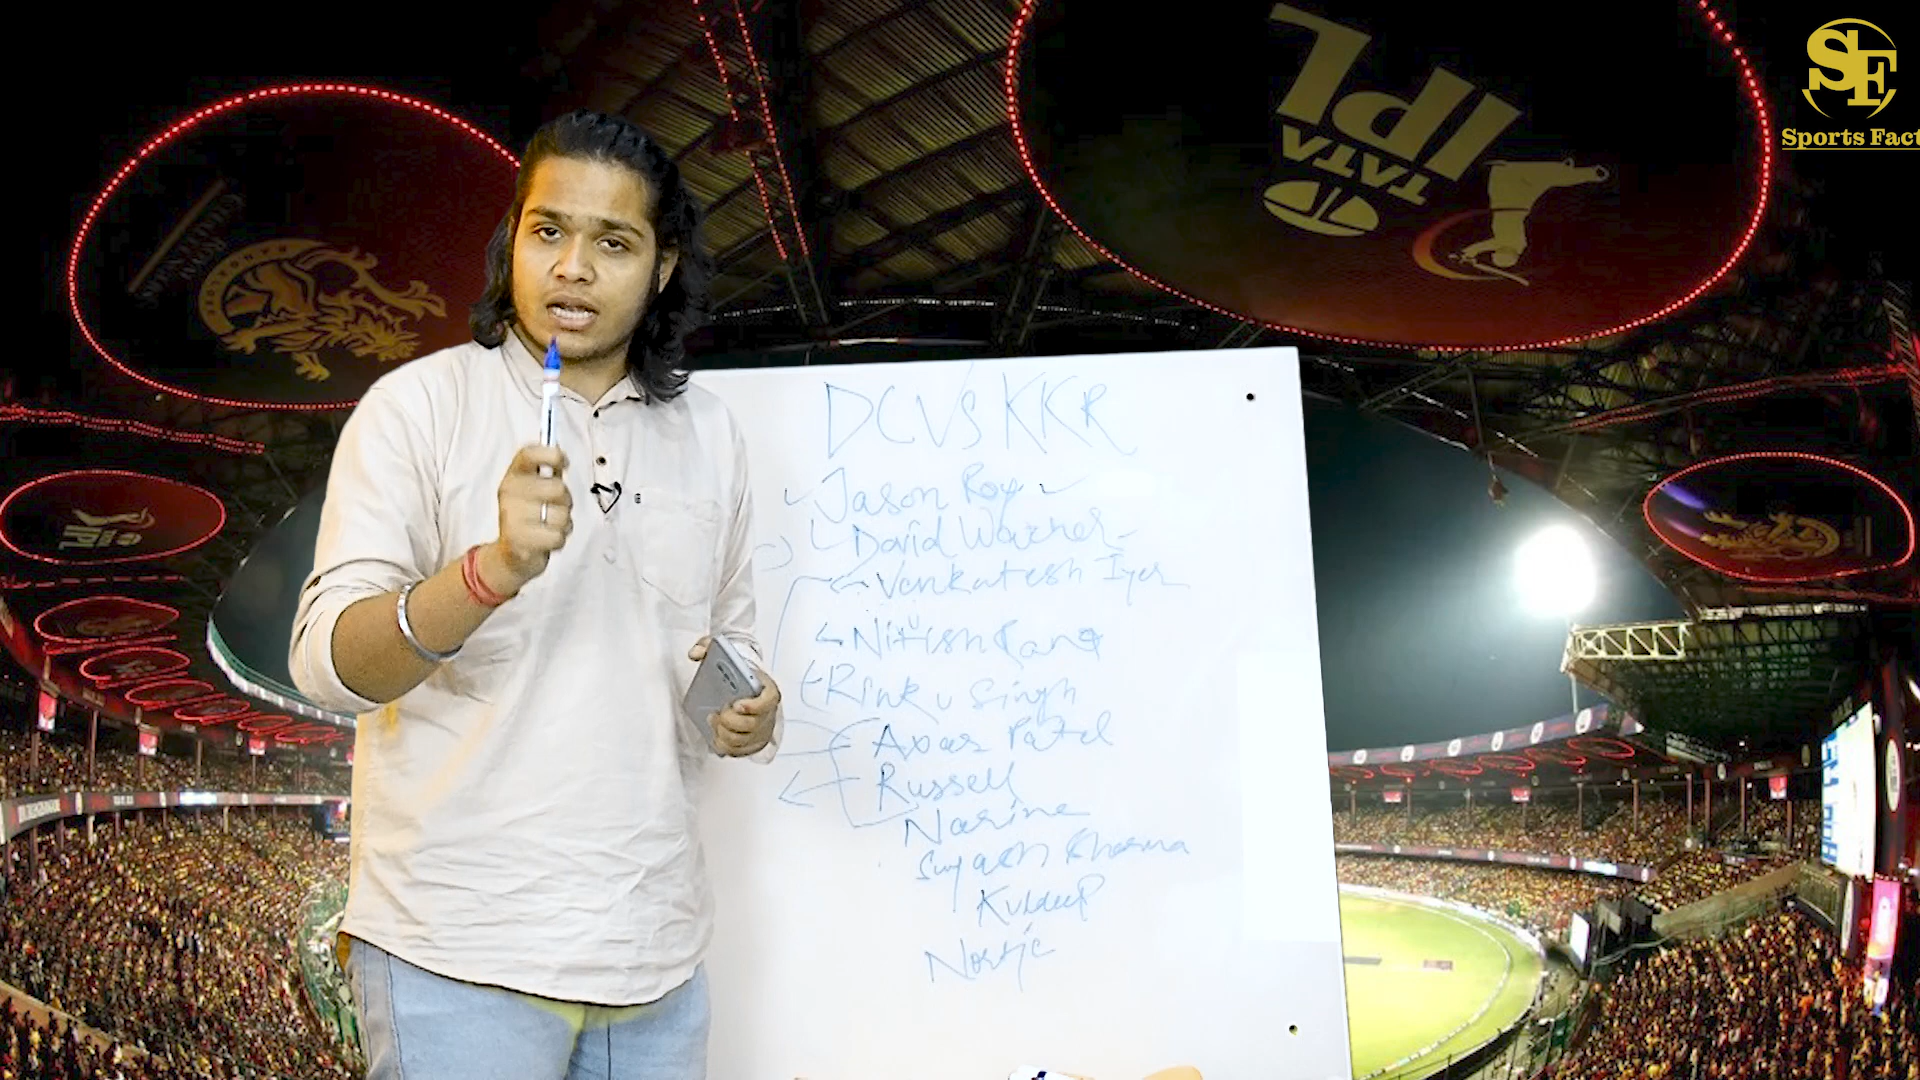 SF
Sports Fact
TATA
IPL
IPL
DC VS KKR
Jason Roy
David Warner
Venkatesh Iyer
Nitish Rana
Rinku Singh
Axar Patel
Russell
Narine
Suyash Sharma
Kuldeep
Nortje